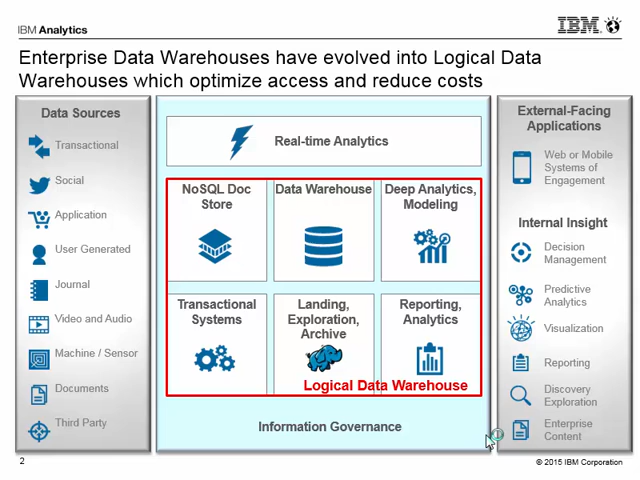 IBM Analytics
IBM
Enterprise Data Warehouses have evolved into Logical Data
Warehouses which optimize access and reduce costs
Data Sources
Transactional
Social
Application
User Generated
Journal
Video and Audio
Machine / Sensor
Documents
Third Party
Real-time Analytics
NoSQL Doc
Store
Data Warehouse
Deep Analytics,
Modeling
Transactional
Systems
Landing,
Exploration,
Archive
Reporting,
Analytics
Logical Data Warehouse
Information Governance
External-Facing
Applications
Web or Mobile
Systems of
Engagement
Internal Insight
Decision
Management
Predictive
Analytics
Visualization
Reporting
Discovery
Exploration
Enterprise
Content
2
© 2015 IBM Corporation